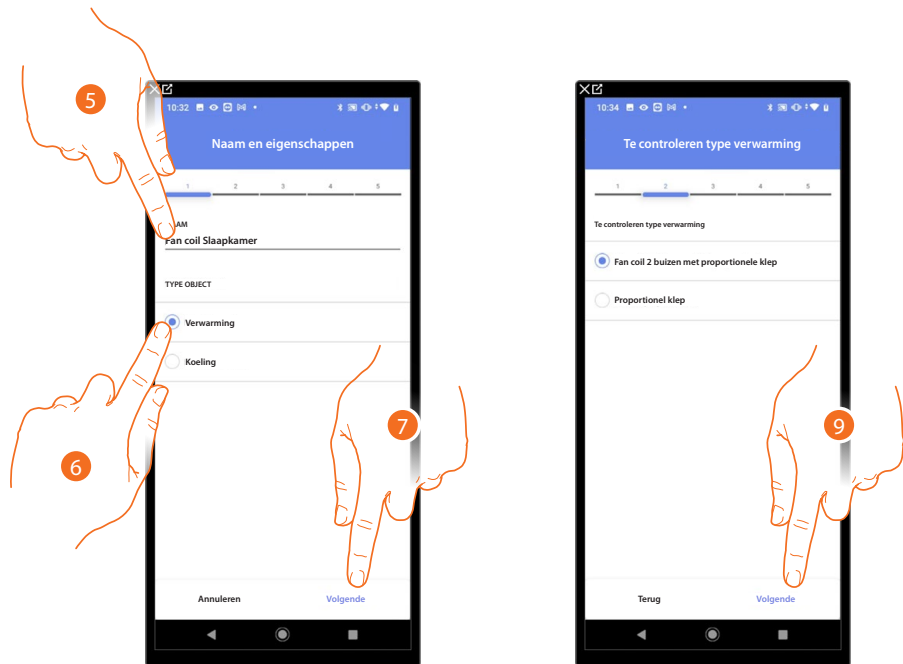 5
10:32
Naam en eigenschappen
1 2 3 4 5
AM
Fan coil Slaapkamer
TYPE OBJECT
Verwarming
Koeling
6
7
Annuleren Volgende
10:34
Te controleren type verwarming
1 2 3 4 5
Te controleren type verwarming
Fan coil 2 buizen met proportionele klep
Proportionel klep
9
Terug Volgende